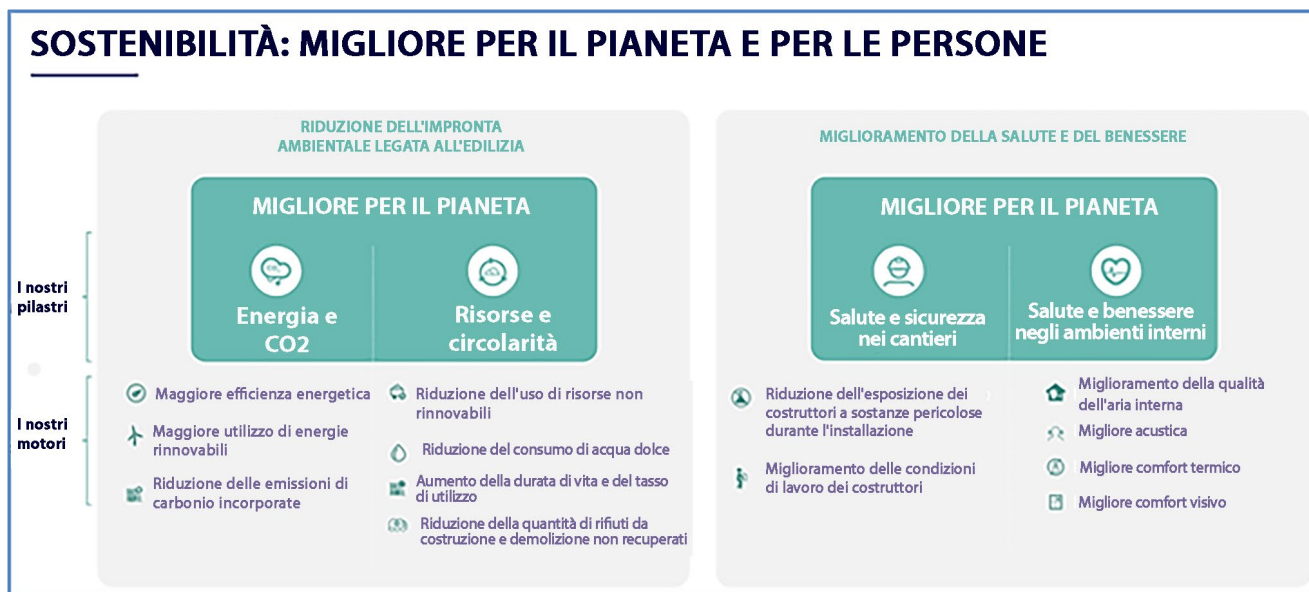 SOSTENIBILITÀ: MIGLIORE PER IL PIANETA E PER LE PERSONE
RIDUZIONE DELL'IMPRONTA
AMBIENTALE LEGATA ALL'EDILIZIA
MIGLIORE PER IL PIANETA
I nostri
pilastri
Energia e
CO2
Risorse e
circolarità
I nostri
motori
Maggiore efficienza energetica
Maggiore utilizzo di energie
rinnovabili
Riduzione delle emissioni di
carbonio incorporate
Riduzione dell'uso di risorse non
rinnovabili
Riduzione del consumo di acqua dolce
Aumento della durata di vita e del tasso
di utilizzo
Riduzione della quantità di rifiuti da
costruzione e demolizione non recuperati
MIGLIORAMENTO DELLA SALUTE E DEL BENESSERE
MIGLIORE PER IL PIANETA
Salute e sicurezza
nei cantieri
Salute e benessere
negli ambienti interni
Riduzione dell'esposizione dei
costruttori a sostanze pericolose
durante l'installazione
Miglioramento delle condizioni
di lavoro dei costruttori
Miglioramento della qualità
dell'aria interna
Migliore acustica
Migliore comfort termico
Migliore comfort visivo